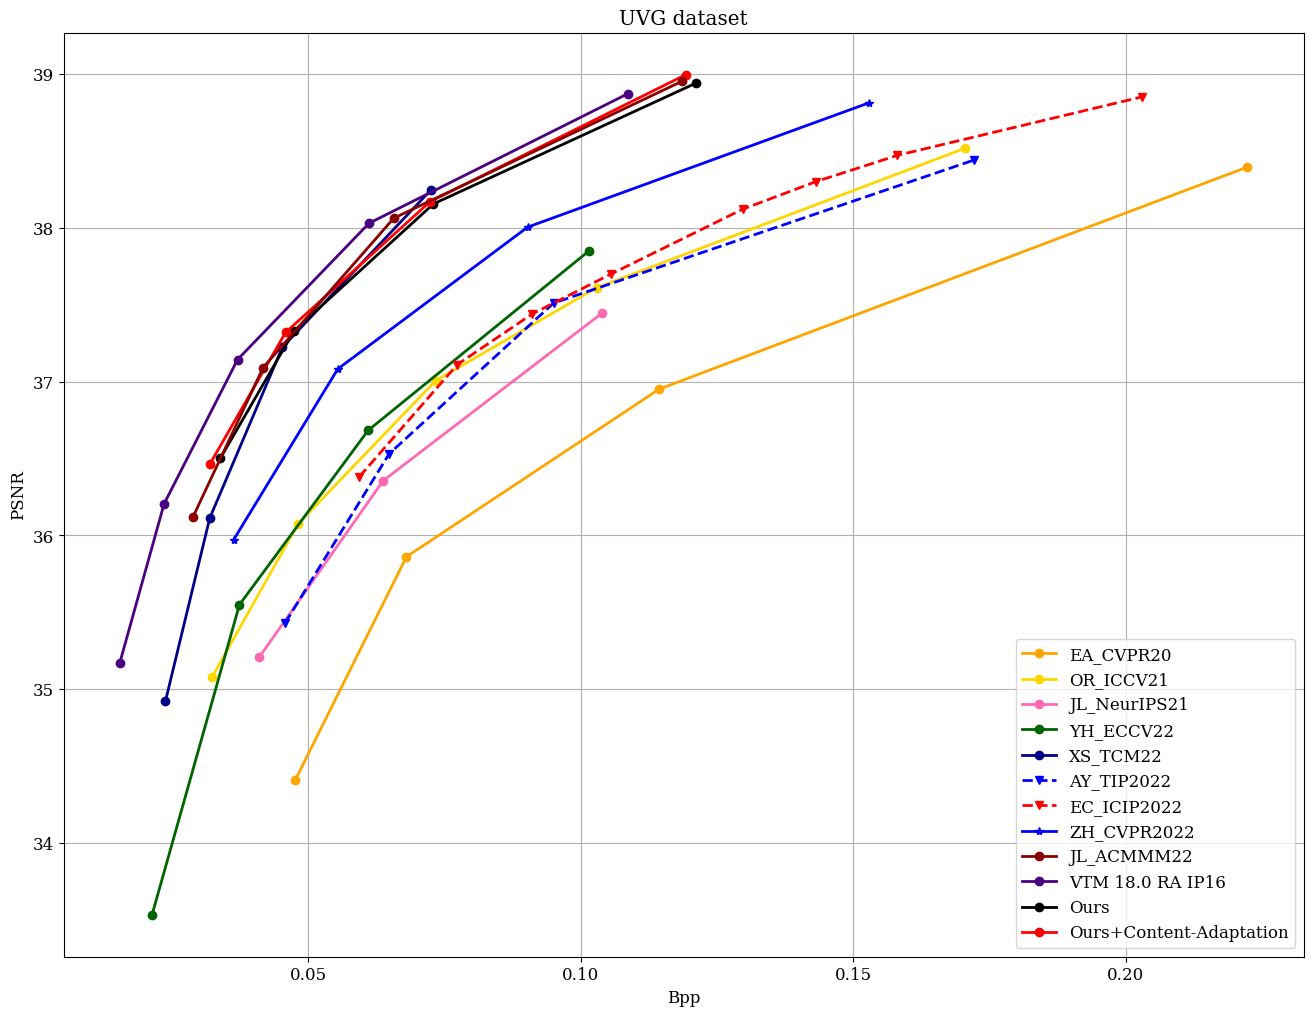 UVG dataset
39
38
37
36
35
34
PSNR
0.05
0.10
0.15
0.20
Bpp
EA_CVPR20
OR_ICCV21
JL_NeurIPS21
YH_ECCV22
XS_TCM22
AY_TIP2022
EC_ICIP2022
ZH_CVPR2022
JL_ACMMM22
VTM 18.0 RA IP16
Ours
Ours+Content-Adaptation